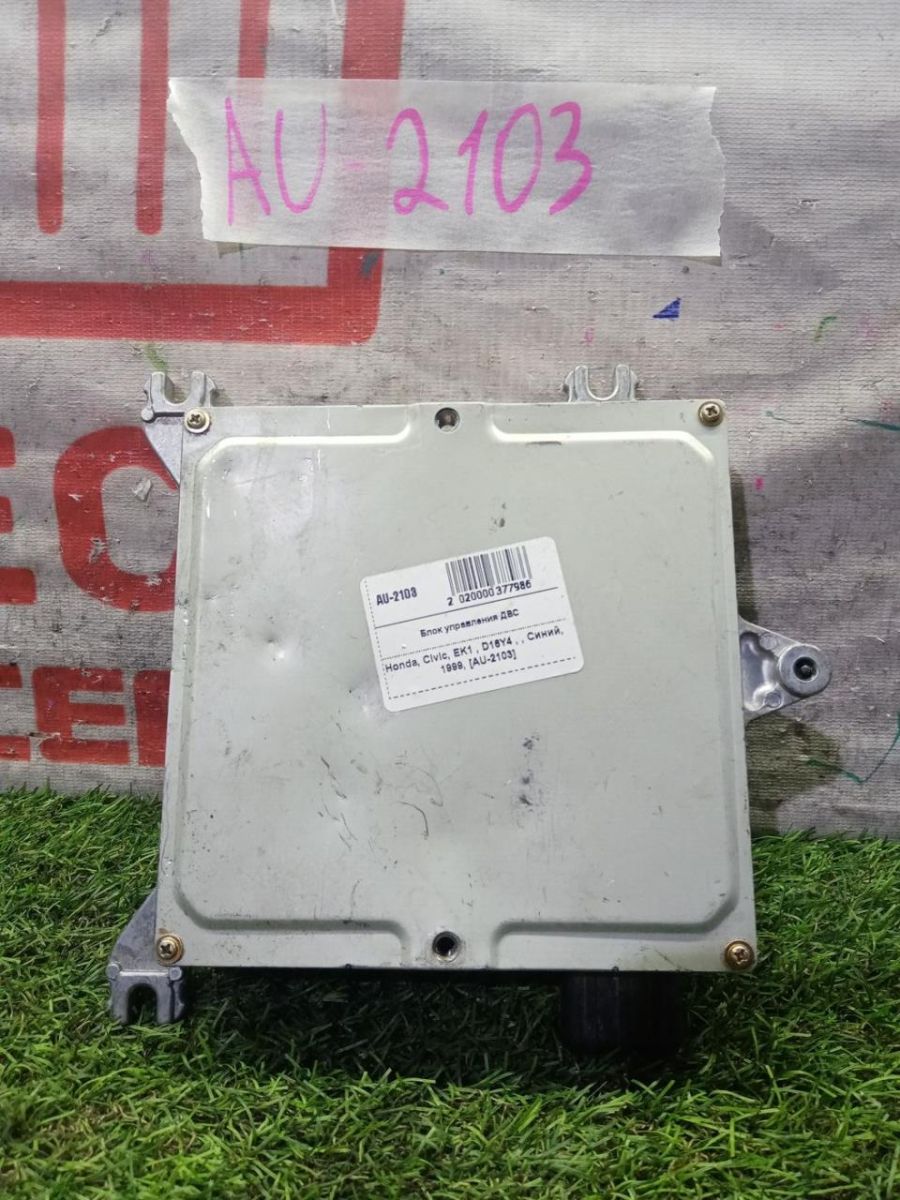 AU-2103
AU-2103
2 020000 377986
Блок управления ДВС
Honda, Civic, EK1 , D16Y4 , , Синий,
1999, [AU-2103]